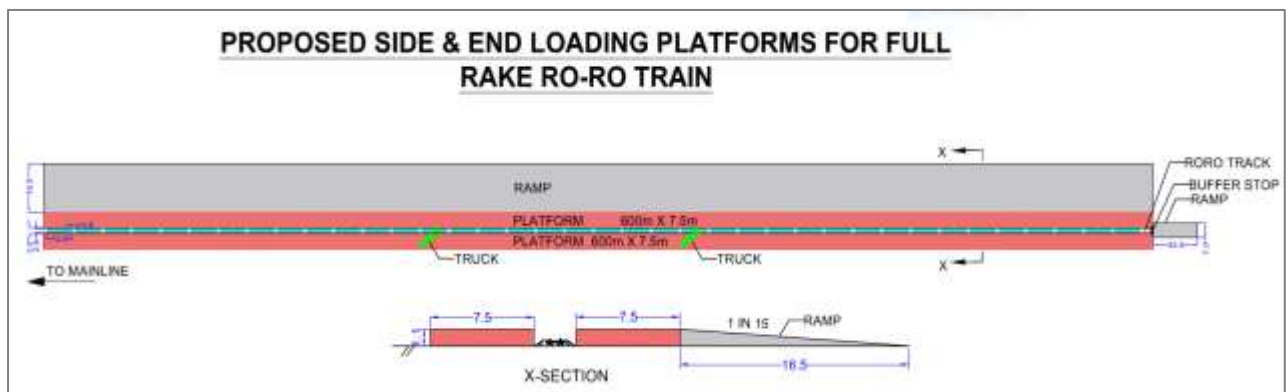 PROPOSED SIDE & END LOADING PLATFORMS FOR FULL
RAKE RO-RO TRAIN
X
RORO TRACK
BUFFER STOP
RAMP
RAMP
PLATFORM 600m X 7.5m
PLATFORM 600m X 7.5m
TRUCK
TRUCK
X
TO MAINLINE
7.5
7.5
1 IN 15
RAMP
16.5
X-SECTION